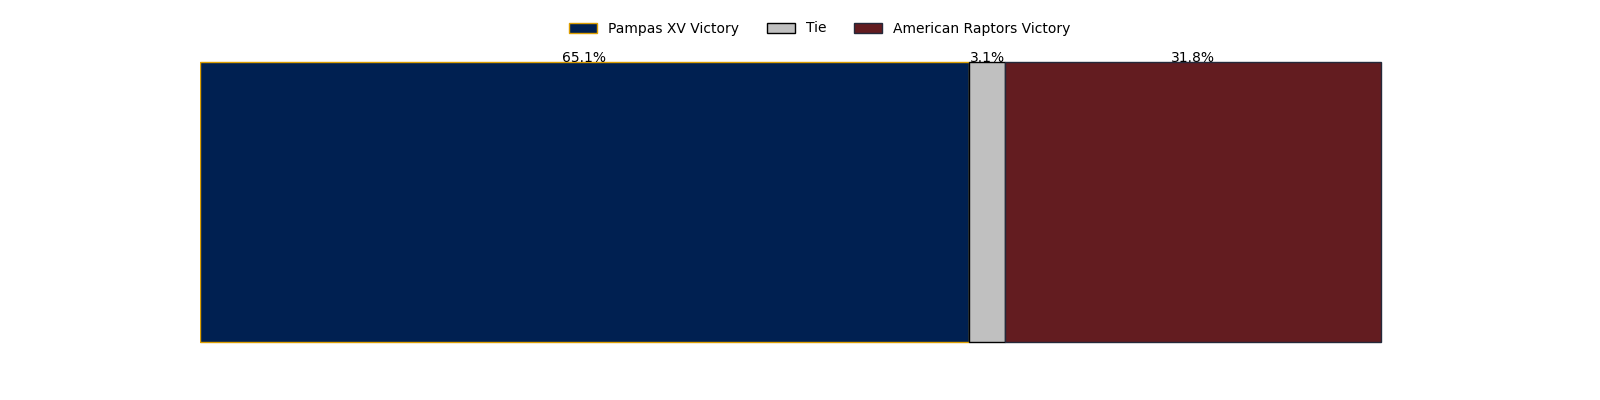 Pampas XV Victory Tie American Raptors Victory
65.1% 3.1% 31.8%